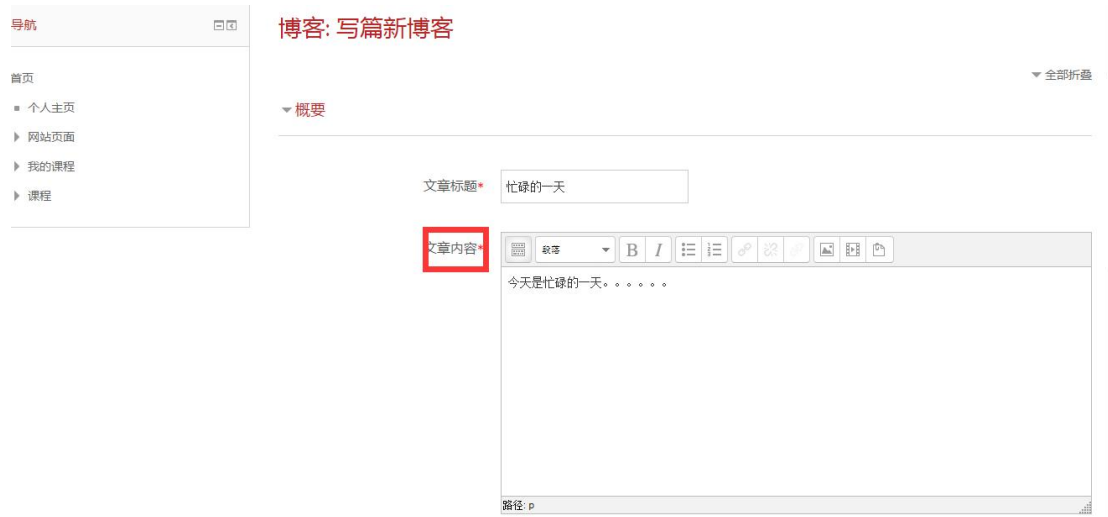 导航
首页
个人主页
网站页面
我的课程
课程
博客: 写篇新博客
全部折叠
概要
文章标题*
忙碌的一天
文章内容*
段落
B I
今天是忙碌的一天。。。。。。
路径: p